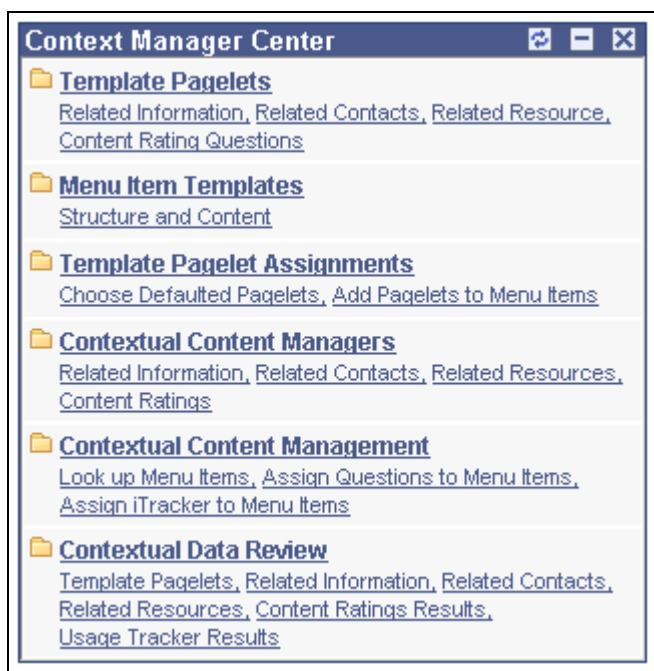 Context Manager Center
Template Pagelets
Related Information, Related Contacts, Related Resource,
Content Rating Questions
Menu Item Templates
Structure and Content
Template Pagelet Assignments
Choose Defaulted Pagelets, Add Pagelets to Menu Items
Contextual Content Managers
Related Information, Related Contacts, Related Resources,
Content Ratings
Contextual Content Management
Look up Menu Items, Assign Questions to Menu Items,
Assign iTracker to Menu Items
Contextual Data Review
Template Pagelets, Related Information, Related Contacts,
Related Resources, Content Ratings Results,
Usage Tracker Results